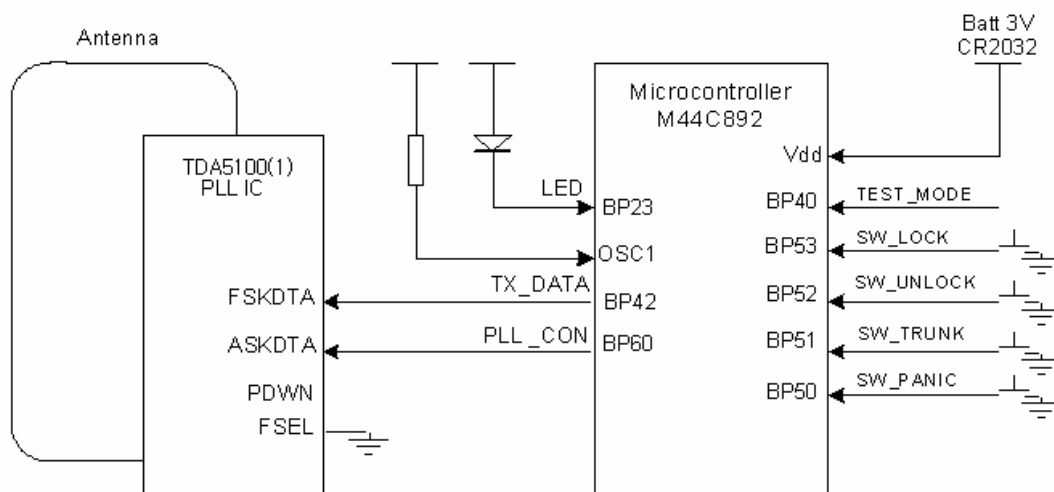 Antenna
TDA5100(1)
PLL IC
FSKDTA
ASKDTA
PDWN
FSEL
LED
TX_DATA
PLL_CON
Microcontroller
M44C892
BP23
OSC1
BP42
BP60
Vdd
BP40
BP53
BP52
BP51
BP50
Batt 3V
CR2032
TEST_MODE
SW_LOCK
SW_UNLOCK
SW_TRUNK
SW_PANIC